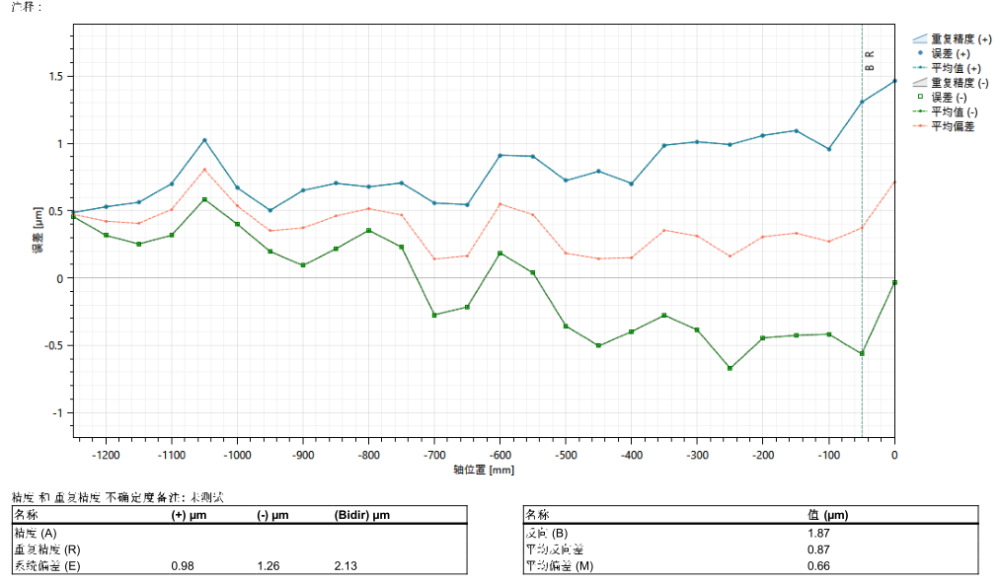 注释:
1.5
1
0.5
0
-0.5
-1
误差 [µm]
-1200 -1100 -1000 -900 -800 -700 -600 -500 -400 -300 -200 -100 0
轴位置 [mm]
B R
重复精度 (+)
误差 (+)
平均值 (+)
重复精度 (-)
误差 (-)
平均值 (-)
平均偏差
精度 和 重复精度 不确定度备注: 未测试
名称 (+) µm (-) µm (Bidir) µm
精度 (A)
重复精度 (R)
系统偏差 (E) 0.98 1.26 2.13
名称 值 (µm)
反向 (B) 1.87
平均反向差 0.87
平均偏差 (M) 0.66